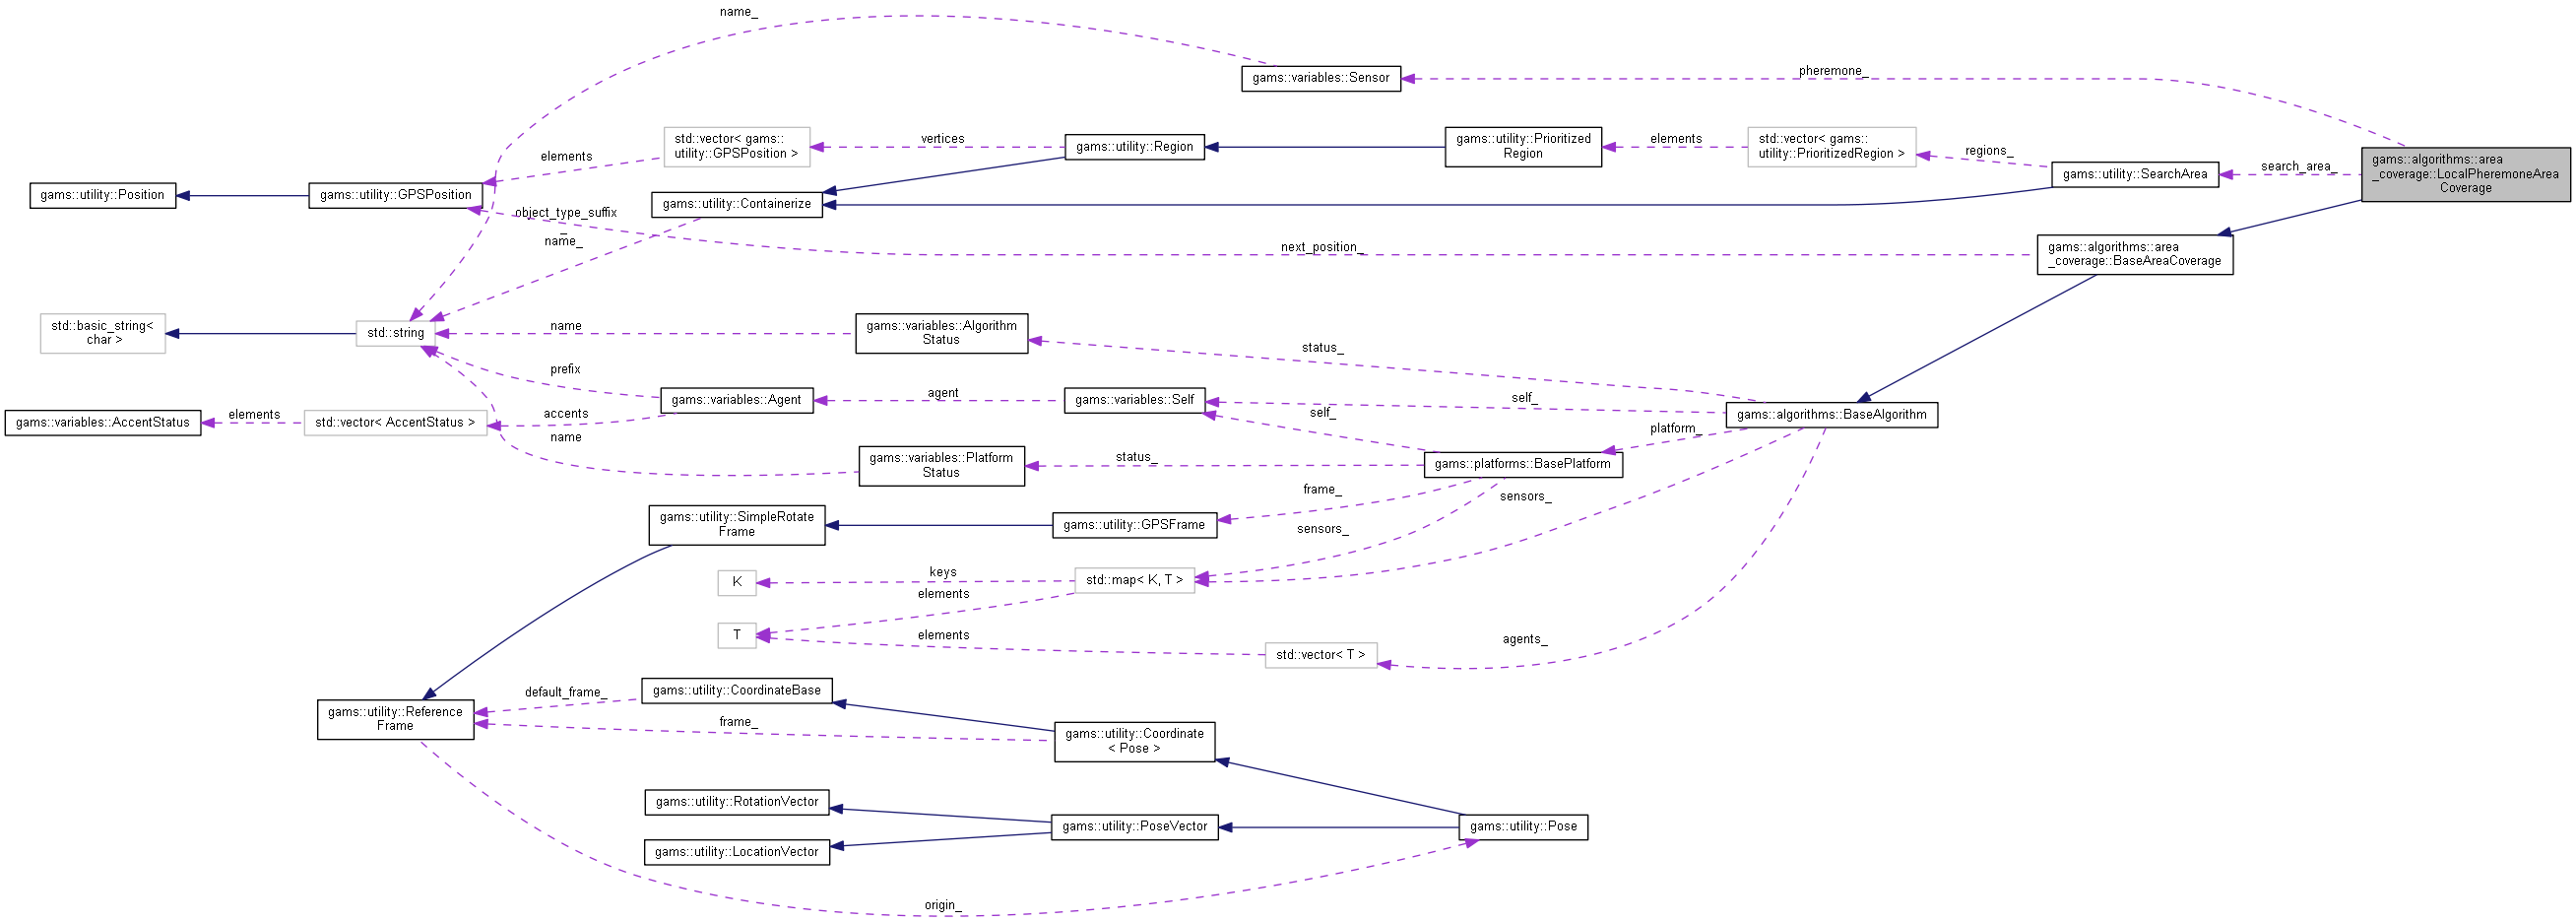 name_
gams::variables::Sensor
pheremone_
std::vector< gams::
utility::GPSPosition >
vertices
gams::utility::Region
gams::utility::Prioritized
Region
elements
std::vector< gams::
utility::PrioritizedRegion >
regions_
gams::utility::SearchArea
search_area_
gams::algorithms::area
_coverage::LocalPheremoneArea
Coverage
elements
gams::utility::Position
gams::utility::GPSPosition
gams::utility::Containerize
object_type_suffix
_
name_
next_position_
gams::algorithms::area
_coverage::BaseAreaCoverage
std::basic_string<
char >
std::string
name
gams::variables::Algorithm
Status
status_
prefix
gams::variables::Agent
agent
gams::variables::Self
self_
self_
gams::algorithms::BaseAlgorithm
gams::variables::AccentStatus
elements
std::vector< AccentStatus >
accents
name
platform_
gams::variables::Platform
Status
status_
gams::platforms::BasePlatform
frame_
sensors_
gams::utility::SimpleRotate
Frame
gams::utility::GPSFrame
sensors_
K
keys
std::map< K, T >
elements
T
elements
std::vector< T >
agents_
gams::utility::Reference
Frame
default_frame_
gams::utility::CoordinateBase
frame_
gams::utility::Coordinate
< Pose >
gams::utility::RotationVector
gams::utility::PoseVector
gams::utility::Pose
gams::utility::LocationVector
origin_